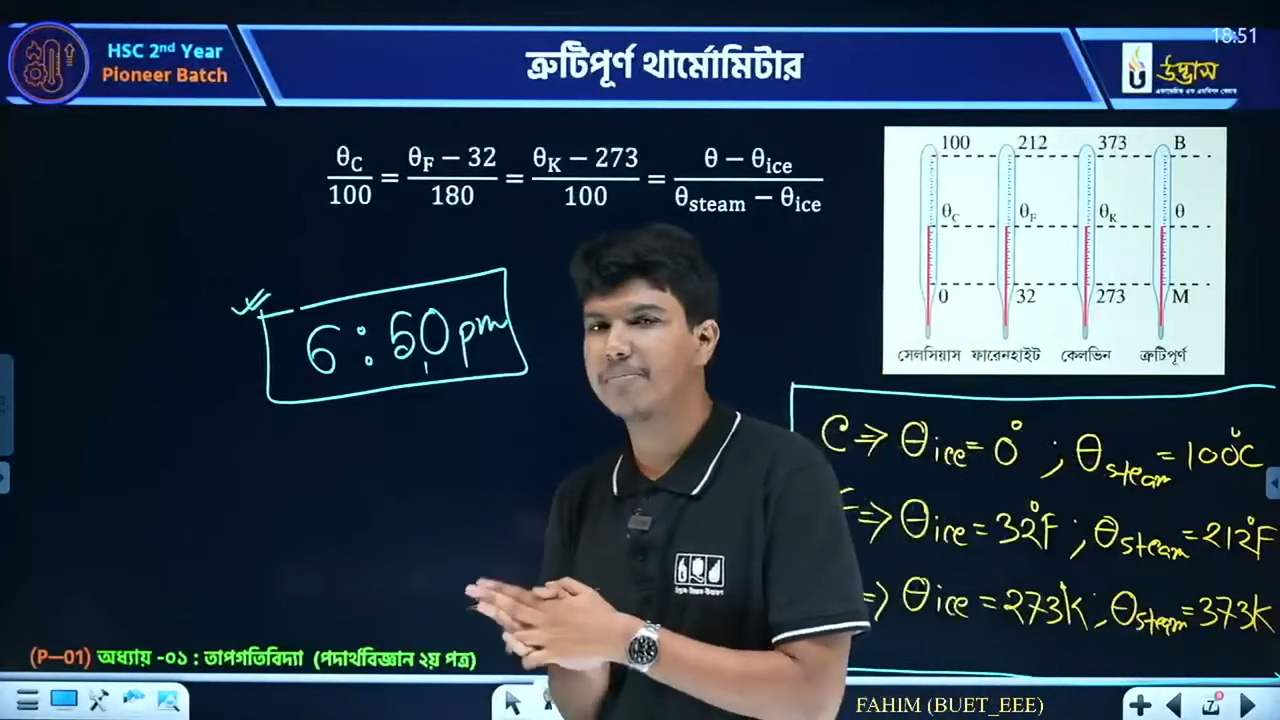 18:51
HSC 2nd Year
Pioneer Batch
ত্রুটিপূর্ণ থার্মোমিটার
উদ্ভাস
θC/100 = (θF − 32)/180 = (θK − 273)/100 = (θ − θice)/(θsteam − θice)
100 212 373 B
θC θF θK θ
0 32 273 M
সেলসিয়াস ফারেনহাইট কেলভিন ত্রুটিপূর্ণ
6:50 pm
C ⇒ θice = 0° ; θsteam = 100°C
⇒ θice = 32°F ; θsteam = 212°F
⇒ θice = 273K ; θsteam = 373K
(P–01) অধ্যায় -০১ : তাপগতিবিদ্যা (পদার্থবিজ্ঞান ২য় পত্র)
7
FAHIM (BUET_EEE)